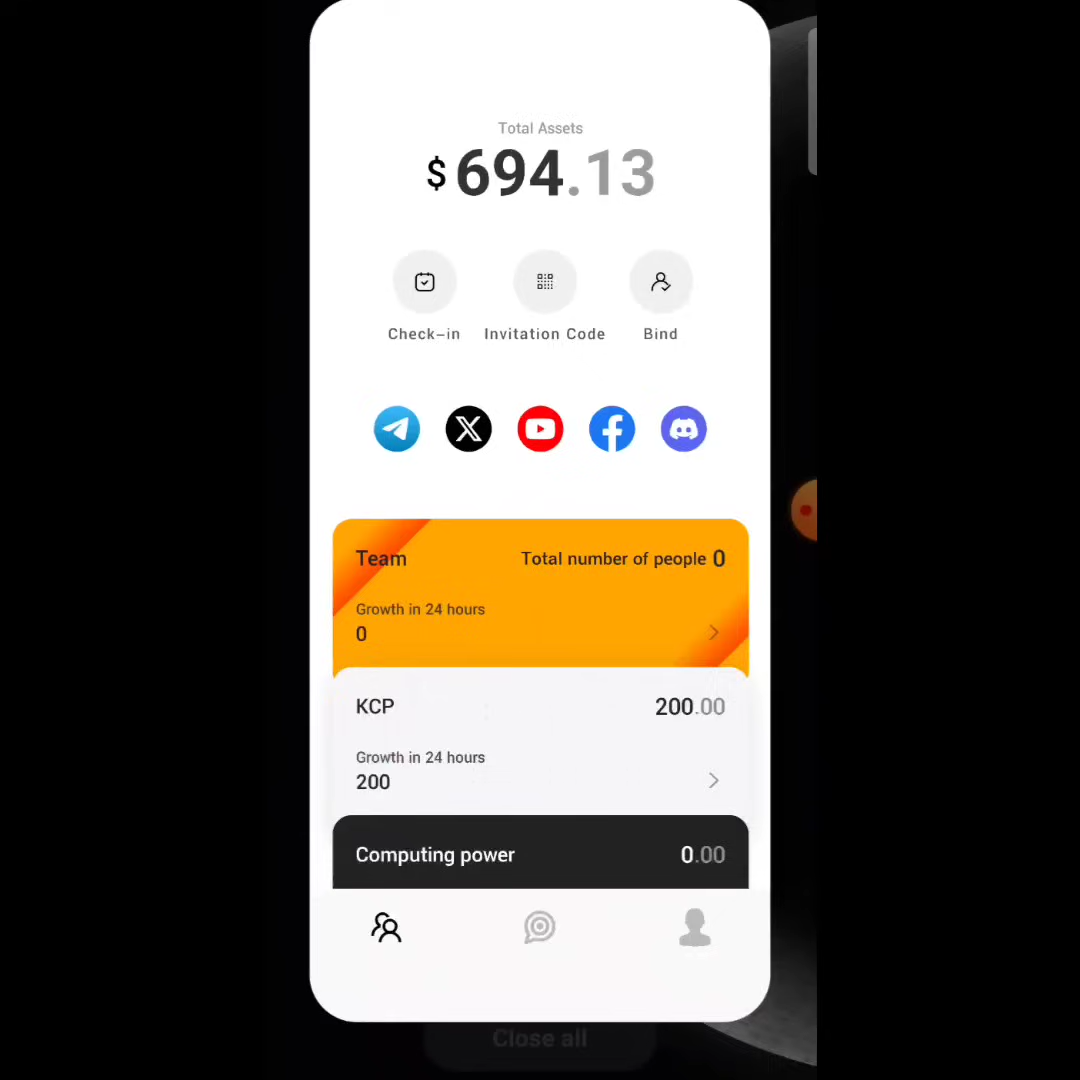 Total Assets
$694.13
Check-in Invitation Code Bind
Team Total number of people 0
Growth in 24 hours
0
KCP 200.00
Growth in 24 hours
200
Computing power 0.00
Close all